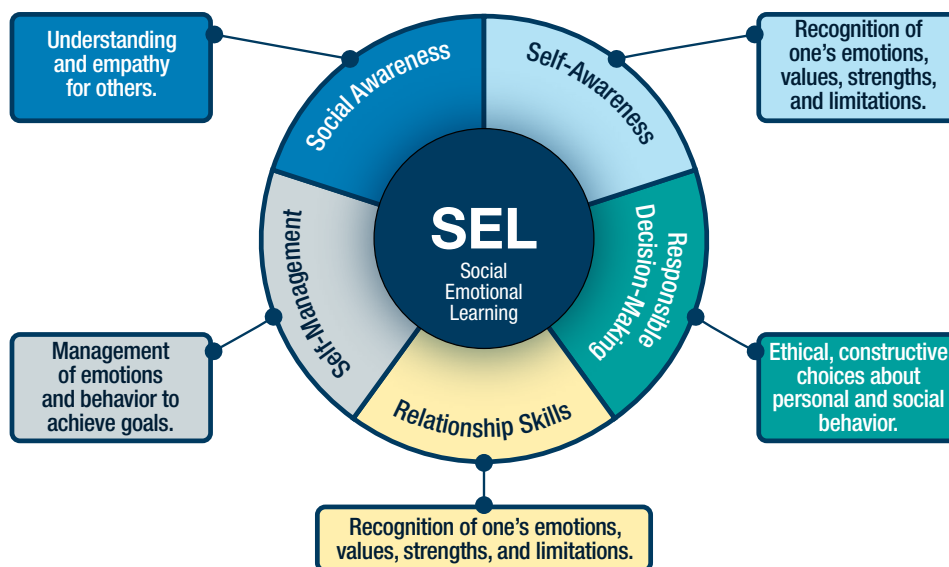 Understanding
and empathy
for others.
Social Awareness
Self-Awareness
Recognition of
one’s emotions,
values, strengths,
and limitations.
SEL
Social
Emotional
Learning
Self-Management
Responsible
Decision-Making
Relationship Skills
Management
of emotions
and behavior to
achieve goals.
Ethical, constructive
choices about
personal and social
behavior.
Recognition of one’s emotions,
values, strengths, and limitations.